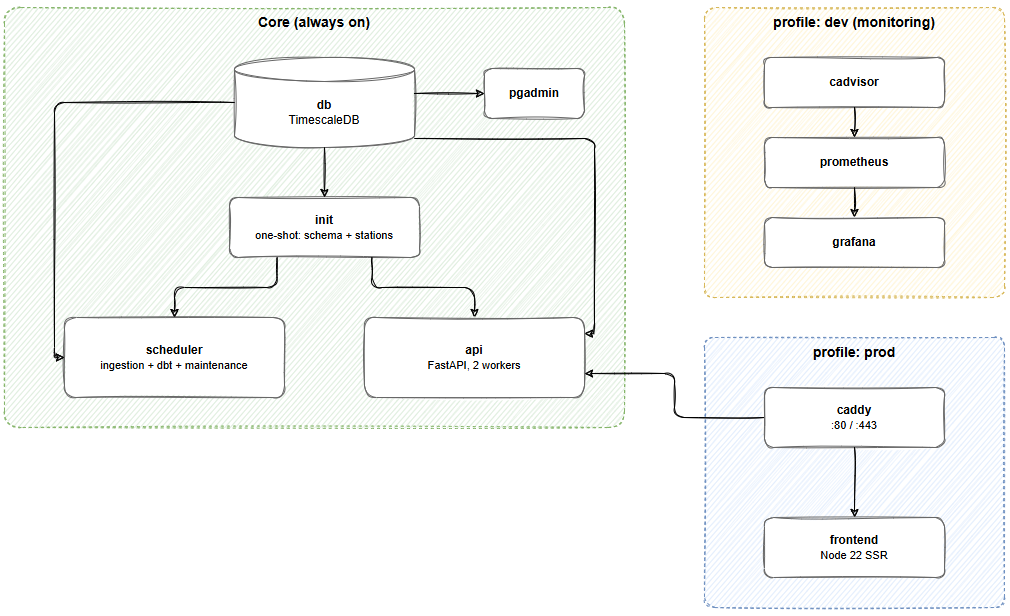 Core (always on)
db
TimescaleDB
pgadmin
init
one-shot: schema + stations
scheduler
ingestion + dbt + maintenance
api
FastAPI, 2 workers
profile: dev (monitoring)
cadvisor
prometheus
grafana
profile: prod
caddy
:80 / :443
frontend
Node 22 SSR